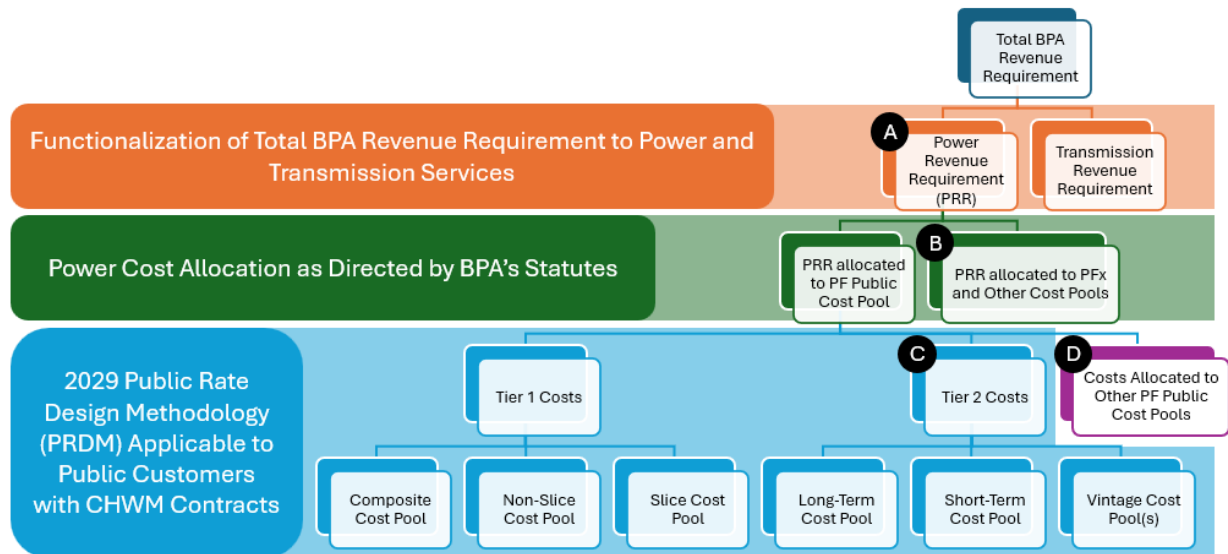 Total BPA
Revenue
Requirement
Functionalization of Total BPA Revenue Requirement to Power and
Transmission Services
A
Power
Revenue
Requirement
(PRR)
Transmission
Revenue
Requirement
Power Cost Allocation as Directed by BPA's Statutes
PRR allocated
to PF Public
Cost Pool
B
PRR allocated to PFx
and Other Cost Pools
2029 Public Rate
Design Methodology
(PRDM) Applicable to
Public Customers
with CHWM Contracts
Tier 1 Costs
C
Tier 2 Costs
D
Costs Allocated to
Other PF Public
Cost Pools
Composite
Cost Pool
Non-Slice
Cost Pool
Slice Cost
Pool
Long-Term
Cost Pool
Short-Term
Cost Pool
Vintage Cost
Pool(s)